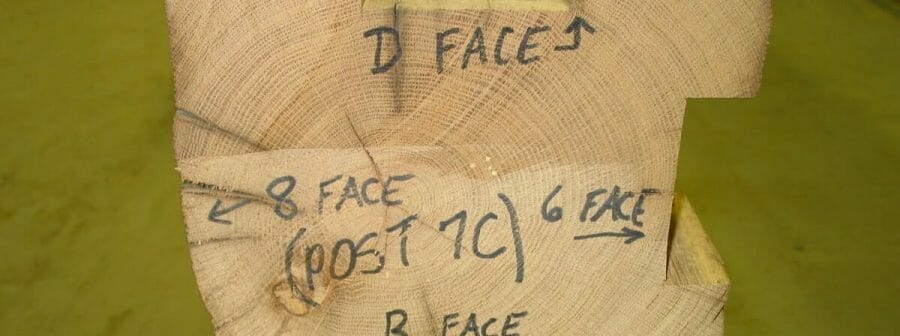 D FACE
8 FACE
6 FACE
(POST 7C)
B FACE